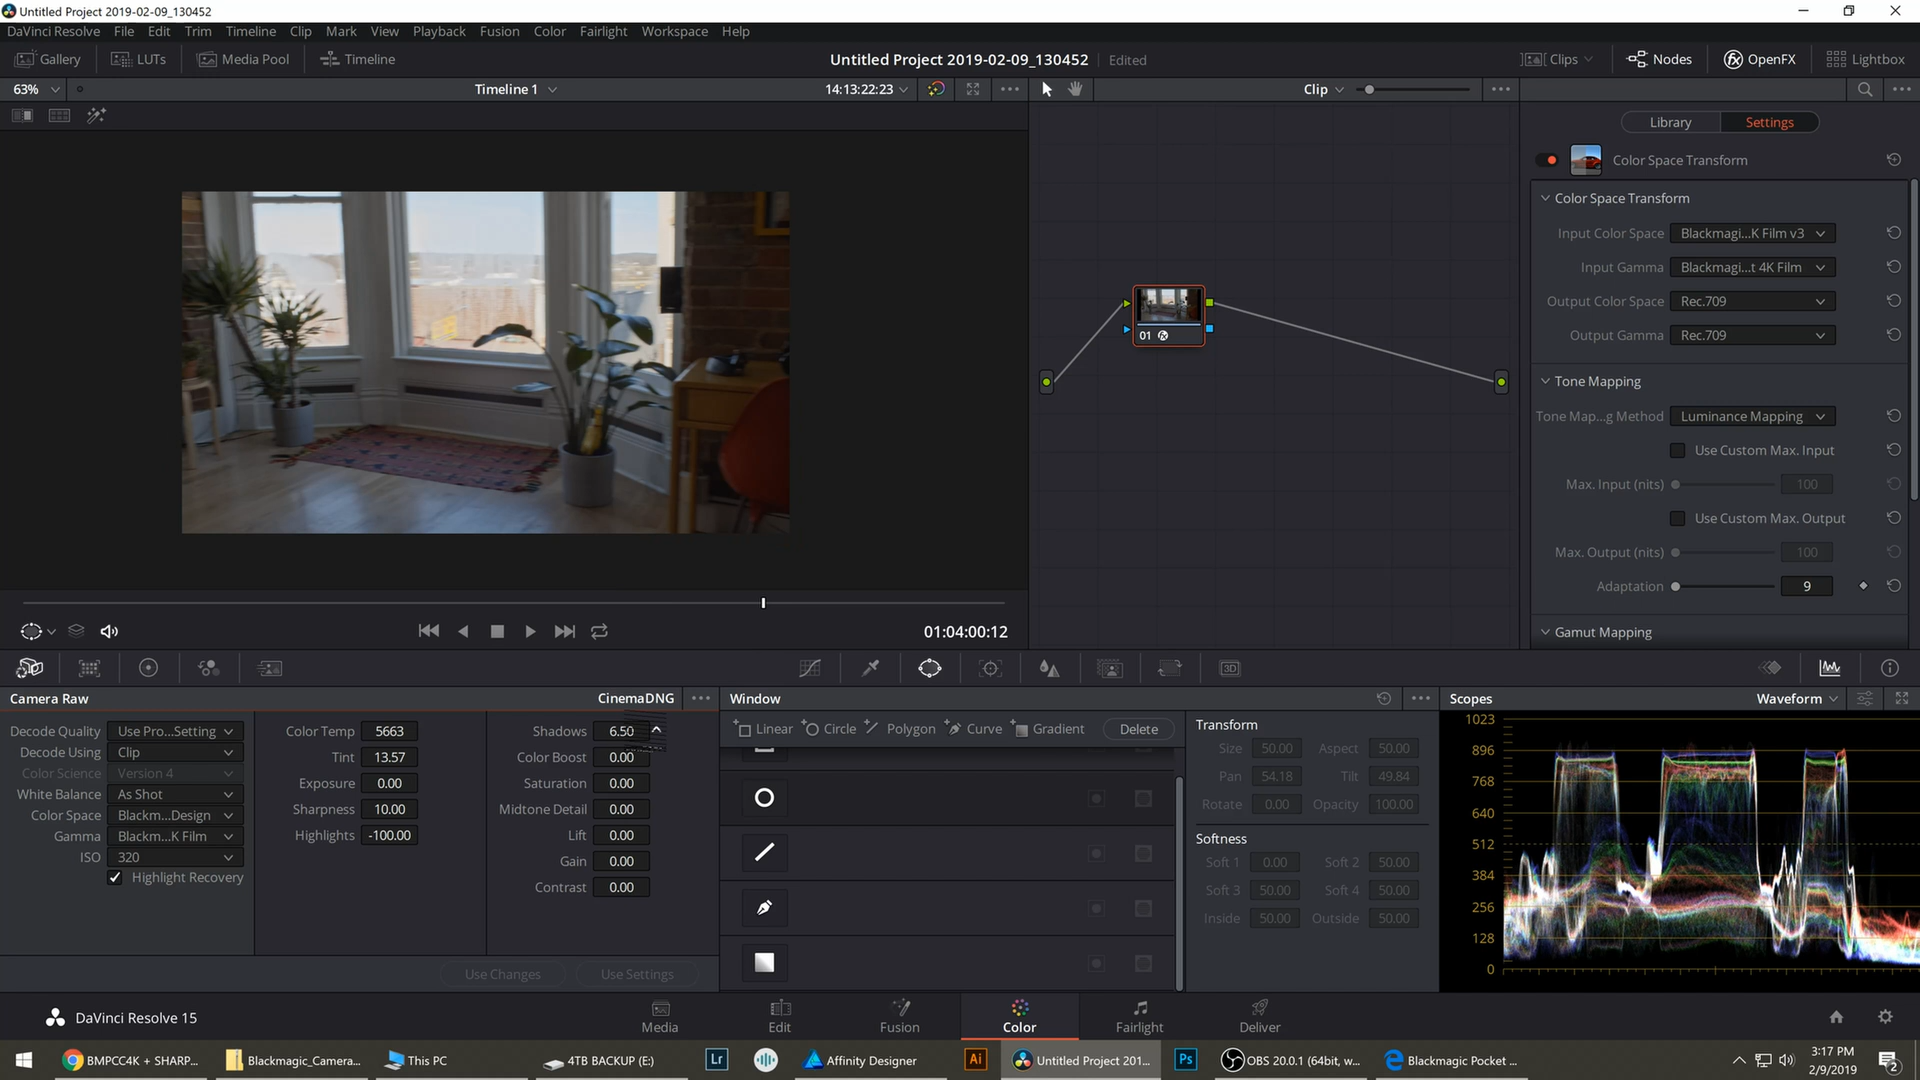 Untitled Project 2019-02-09_130452
DaVinci Resolve File Edit Trim Timeline Clip Mark View Playback Fusion Color Fairlight Workspace Help
Gallery LUTs Media Pool Timeline Untitled Project 2019-02-09_130452 Edited Clips Nodes OpenFX Lightbox
63% Timeline 1 14:13:22:23 Clip
Library Settings
Color Space Transform
Color Space Transform
Input Color Space Blackmagi...K Film v3
Input Gamma Blackmagi...t 4K Film
Output Color Space Rec.709
Output Gamma Rec.709
01
Tone Mapping
Tone Map...g Method Luminance Mapping
Use Custom Max. Input
Max. Input (nits) 100
Use Custom Max. Output
Max. Output (nits) 100
Adaptation 9
Gamut Mapping
01:04:00:12
3D
Camera Raw CinemaDNG
Decode Quality Use Pro...Setting
Decode Using Clip
Color Science Version 4
White Balance As Shot
Color Space Blackm...Design
Gamma Blackm...K Film
ISO 320
Highlight Recovery
Color Temp 5663
Tint 13.57
Exposure 0.00
Sharpness 10.00
Highlights -100.00
Shadows 6.50
Color Boost 0.00
Saturation 0.00
Midtone Detail 0.00
Lift 0.00
Gain 0.00
Contrast 0.00
Use Changes Use Settings
Window
Linear Circle Polygon Curve Gradient Delete
Transform
Size 50.00 Aspect 50.00
Pan 54.18 Tilt 49.84
Rotate 0.00 Opacity 100.00
Softness
Soft 1 0.00 Soft 2 50.00
Soft 3 50.00 Soft 4 50.00
Inside 50.00 Outside 50.00
Scopes Waveform
1023
896
768
640
512
384
256
128
0
DaVinci Resolve 15
Media Edit Fusion Color Fairlight Deliver
BMPCC4K + SHARP... Blackmagic_Camera... This PC 4TB BACKUP (E:) Lr Affinity Designer Ai Untitled Project 201... Ps OBS 20.0.1 (64bit, w... Blackmagic Pocket ...
3:17 PM
2/9/2019
2